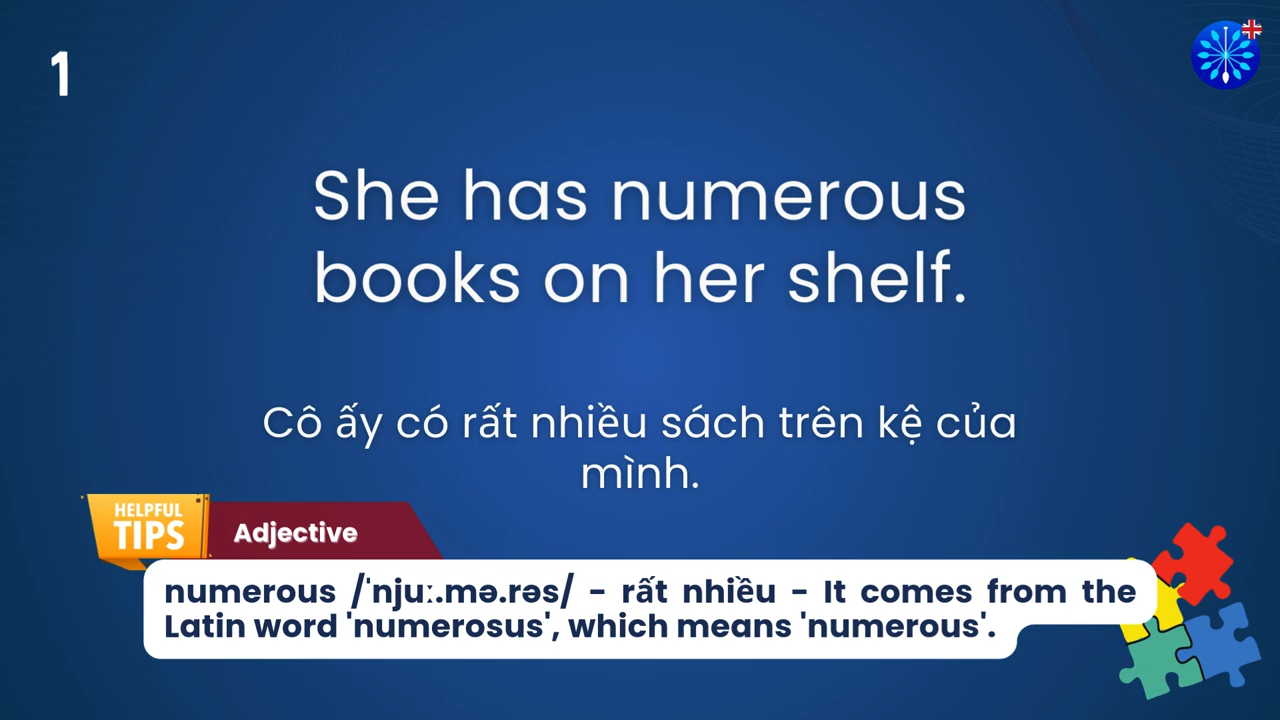 1
She has numerous
books on her shelf.
Cô ấy có rất nhiều sách trên kệ của
mình.
HELPFUL
TIPS
Adjective
numerous /ˈnjuː.mə.rəs/ - rất nhiều - It comes from the
Latin word 'numerosus', which means 'numerous'.